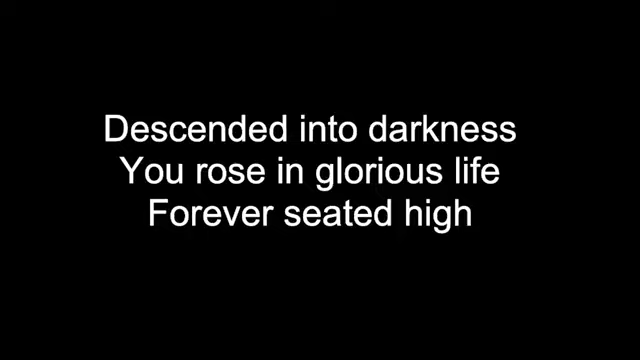 Descended into darkness
You rose in glorious life
Forever seated high